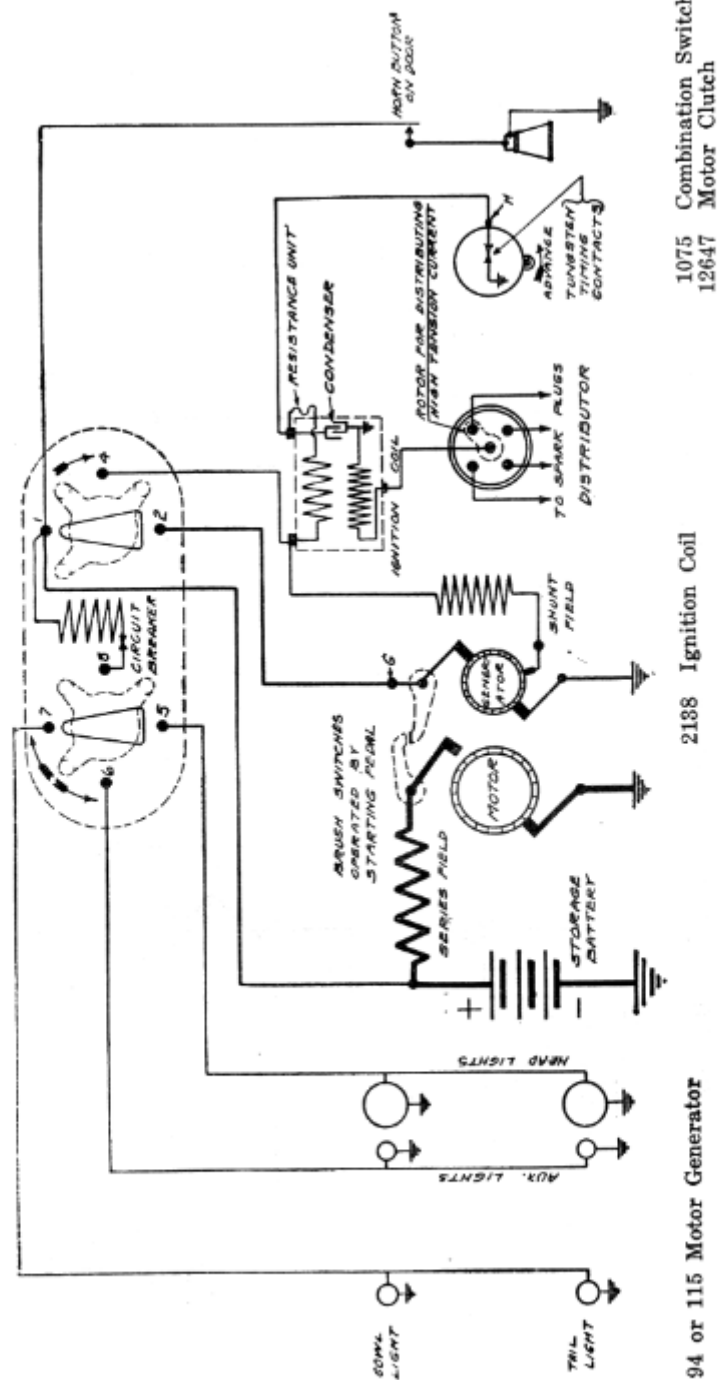 7
6
5
8
CIRCUIT
BREAKER
1
4
2
COWL
LIGHT
TAIL
LIGHT
AUX. LIGHTS
HEAD LIGHTS
+
-
STORAGE
BATTERY
SERIES FIELD
BRUSH SWITCHES
OPERATED BY
STARTING PEDAL
MOTOR
+G
GENER-
ATOR
SHUNT
FIELD
RESISTANCE UNIT
CONDENSER
IGNITION COIL
ROTOR FOR DISTRIBUTING
HIGH TENSION CURRENT
TO SPARK PLUGS
DISTRIBUTOR
H
ADVANCE
TUNGSTEN
TIMING
CONTACTS
HORN BUTTON
ON DOOR
94 or 115 Motor Generator
2138 Ignition Coil
1075 Combination Switch
12647 Motor Clutch